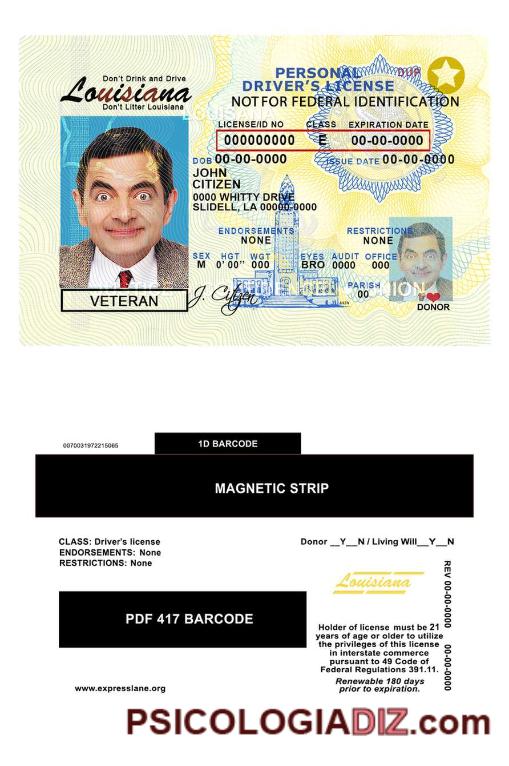 Don't Drink and Drive
Louisiana
Don't Litter Louisiana
PERSONAL DUP
DRIVER'S LICENSE
NOT FOR FEDERAL IDENTIFICATION
LICENSE/ID NO CLASS EXPIRATION DATE
000000000 E 00-00-0000
DOB 00-00-0000 ISSUE DATE 00-00-0000
JOHN
CITIZEN
0000 WHITTY DRIVE
SLIDELL, LA 00000-0000
ENDORSEMENTS RESTRICTIONS
NONE NONE
SEX HGT WGT EYES AUDIT OFFICE
M 0'00" 000 BRO 0000 000
PARISH
00
VETERAN
J. Citizen
DONOR
0070031972215065
1D BARCODE
MAGNETIC STRIP
CLASS: Driver's license
ENDORSEMENTS: None
RESTRICTIONS: None
Donor __Y__N / Living Will__Y__N
Louisiana
REV 00-00-0000 00-00-0000
PDF 417 BARCODE
Holder of license must be 21
years of age or older to utilize
the privileges of this license
in interstate commerce
pursuant to 49 Code of
Federal Regulations 391.11.
Renewable 180 days
prior to expiration.
www.expresslane.org
PSICOLOGIADIZ.com